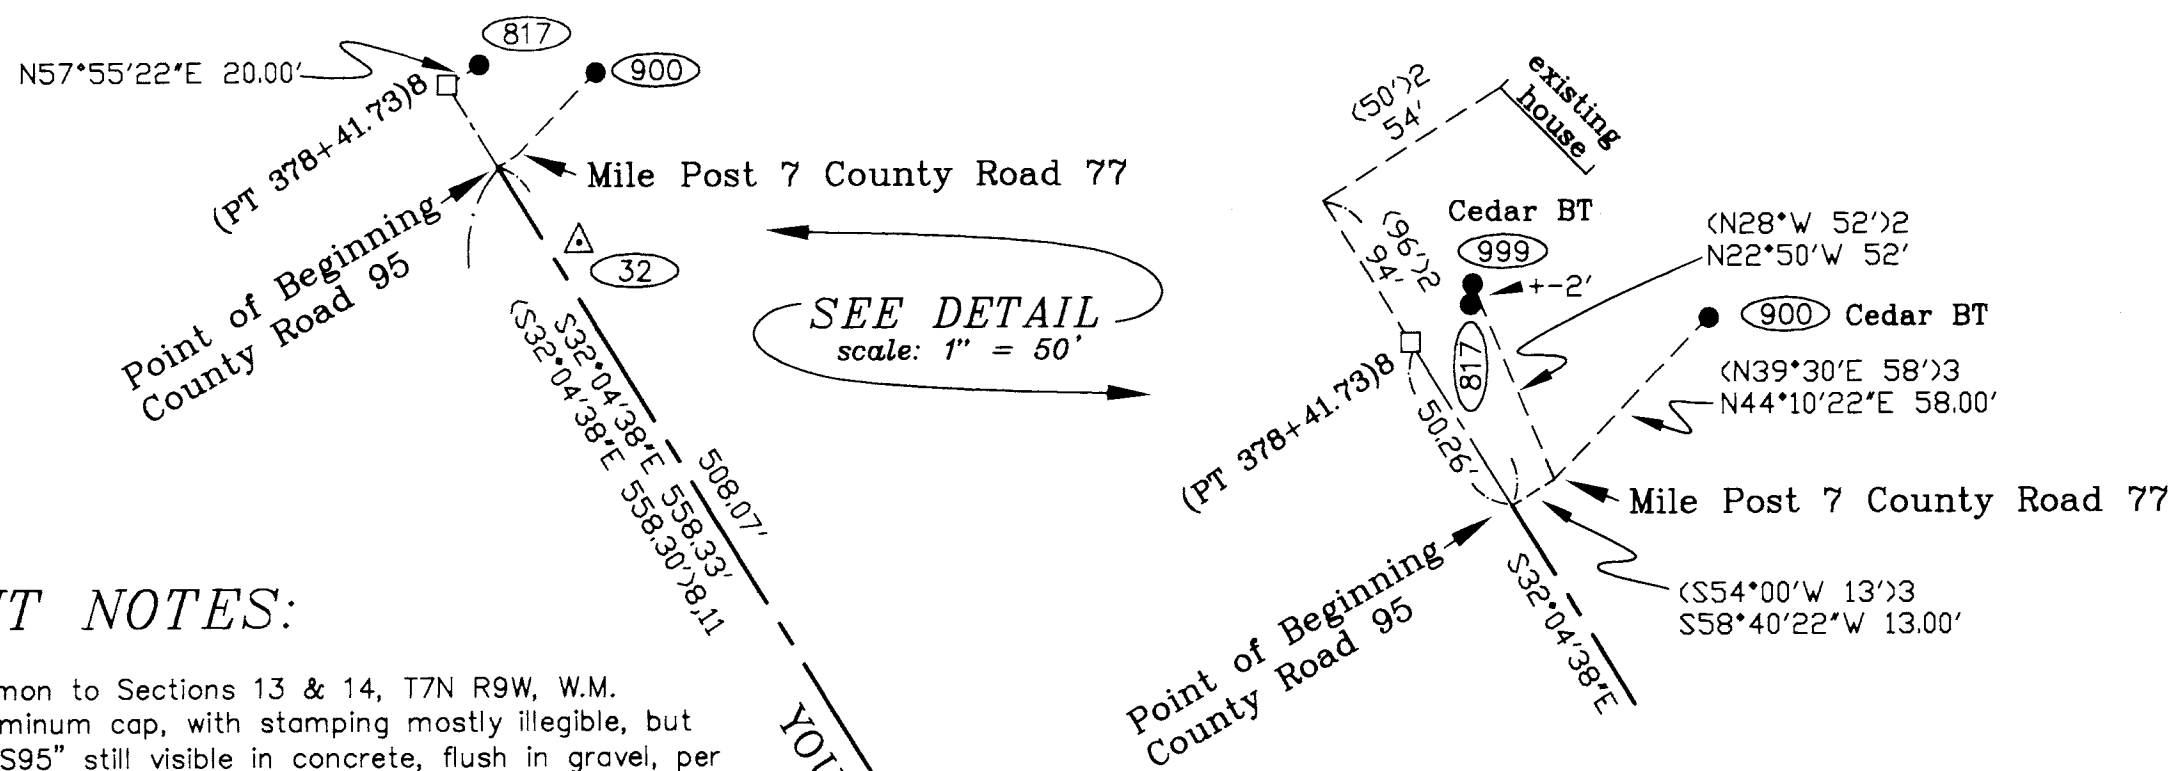 N57°55'22"E 20.00'
817
900
(PT 378+41.73)8
Mile Post 7 County Road 77
Point of Beginning
County Road 95
32
S32°04'38"E 558.33'
(S32°04'38"E 558.30')8,11
508.07'
SEE DETAIL
scale: 1" = 50'
existing
house
(50')2
54'
(96')2
94'
Cedar BT
999
+-2'
817
(N28°W 52')2
N22°50'W 52'
900 Cedar BT
(N39°30'E 58')3
N44°10'22"E 58.00'
(PT 378+41.73)8
50.26'
Mile Post 7 County Road 77
Point of Beginning
County Road 95
S32°04'38"E
(S54°00'W 13')3
S58°40'22"W 13.00'
NT NOTES:
mon to Sections 13 & 14, T7N R9W, W.M.
minum cap, with stamping mostly illegible, but
S95" still visible in concrete, flush in gravel, per
YOU